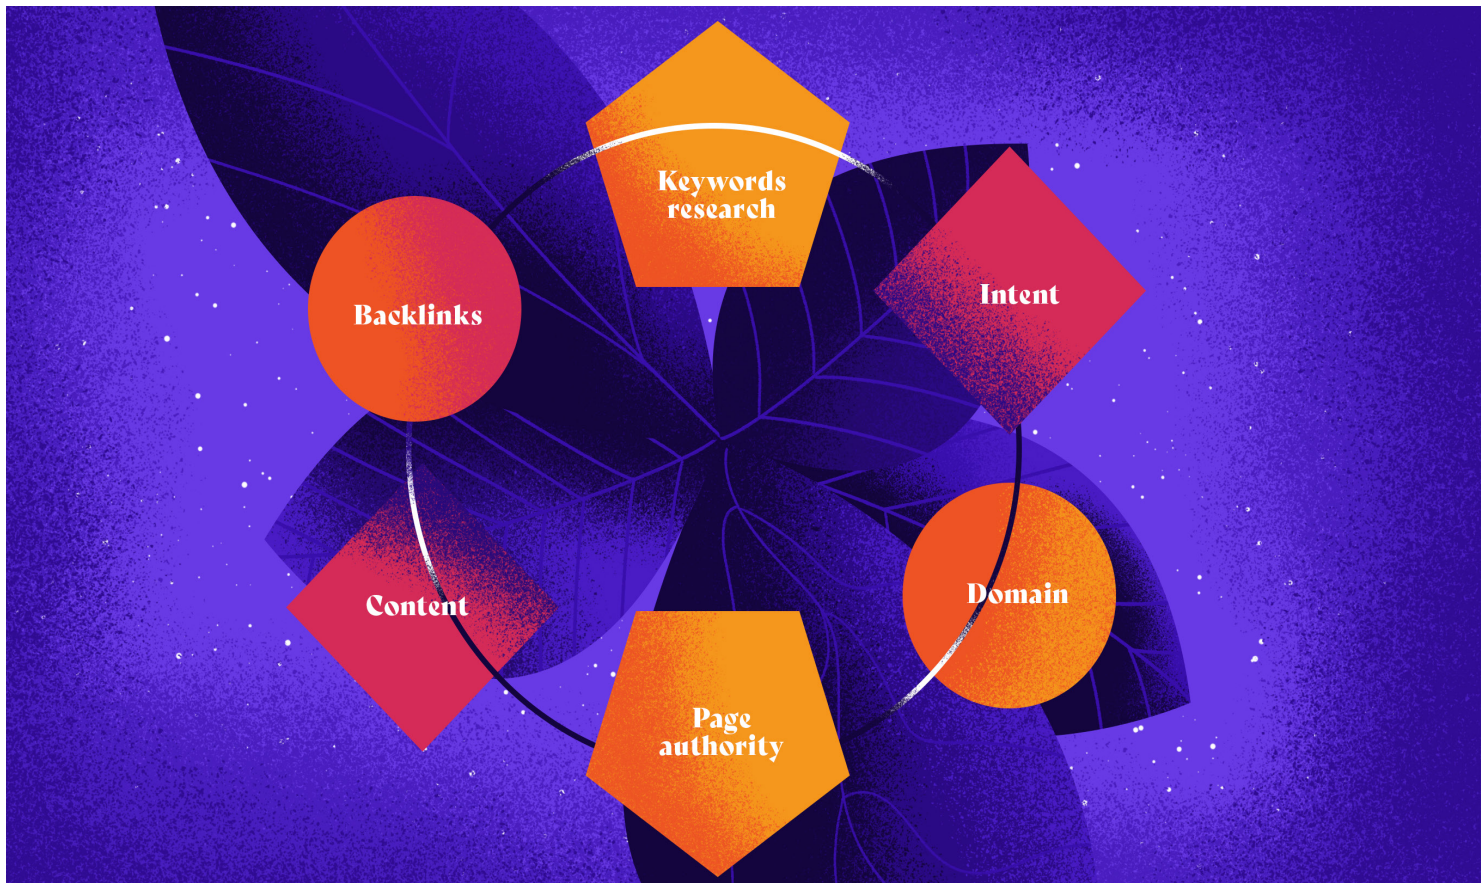 Keywords
research
Backlinks
Intent
Content
Domain
Page
authority